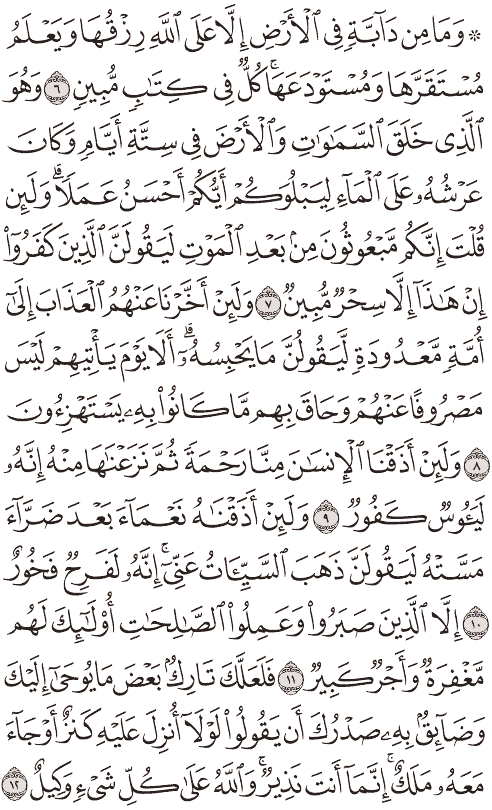 ۞ وَمَا مِن دَآبَّةٍ فِي ٱلْأَرْضِ إِلَّا عَلَى ٱللَّهِ رِزْقُهَا وَيَعْلَمُ
مُسْتَقَرَّهَا وَمُسْتَوْدَعَهَاۚ كُلٌّ فِي كِتَٰبٍ مُّبِينٍ ٦ وَهُوَ
ٱلَّذِي خَلَقَ ٱلسَّمَٰوَٰتِ وَٱلْأَرْضَ فِي سِتَّةِ أَيَّامٍ وَكَانَ
عَرْشُهُۥ عَلَى ٱلْمَآءِ لِيَبْلُوَكُمْ أَيُّكُمْ أَحْسَنُ عَمَلًاۗ وَلَئِن
قُلْتَ إِنَّكُم مَّبْعُوثُونَ مِنۢ بَعْدِ ٱلْمَوْتِ لَيَقُولَنَّ ٱلَّذِينَ كَفَرُوٓا۟
إِنْ هَٰذَآ إِلَّا سِحْرٌ مُّبِينٌ ٧ وَلَئِنْ أَخَّرْنَا عَنْهُمُ ٱلْعَذَابَ إِلَىٰٓ
أُمَّةٍ مَّعْدُودَةٍ لَّيَقُولُنَّ مَا يَحْبِسُهُۥٓۗ أَلَا يَوْمَ يَأْتِيهِمْ لَيْسَ
مَصْرُوفًا عَنْهُمْ وَحَاقَ بِهِم مَّا كَانُوا۟ بِهِۦ يَسْتَهْزِءُونَ
٨ وَلَئِنْ أَذَقْنَا ٱلْإِنسَٰنَ مِنَّا رَحْمَةً ثُمَّ نَزَعْنَٰهَا مِنْهُ إِنَّهُۥ
لَيَـُٔوسٌ كَفُورٌ ٩ وَلَئِنْ أَذَقْنَٰهُ نَعْمَآءَ بَعْدَ ضَرَّآءَ
مَسَّتْهُ لَيَقُولَنَّ ذَهَبَ ٱلسَّيِّـَٔاتُ عَنِّيٓۚ إِنَّهُۥ لَفَرِحٌ فَخُورٌ
١٠ إِلَّا ٱلَّذِينَ صَبَرُوا۟ وَعَمِلُوا۟ ٱلصَّٰلِحَٰتِ أُو۟لَٰٓئِكَ لَهُم
مَّغْفِرَةٌ وَأَجْرٌ كَبِيرٌ ١١ فَلَعَلَّكَ تَارِكٌۢ بَعْضَ مَا يُوحَىٰٓ إِلَيْكَ
وَضَآئِقٌۢ بِهِۦ صَدْرُكَ أَن يَقُولُوا۟ لَوْلَآ أُنزِلَ عَلَيْهِ كَنزٌ أَوْ جَآءَ
مَعَهُۥ مَلَكٌۚ إِنَّمَآ أَنتَ نَذِيرٌۚ وَٱللَّهُ عَلَىٰ كُلِّ شَيْءٍ وَكِيلٌ ١٢